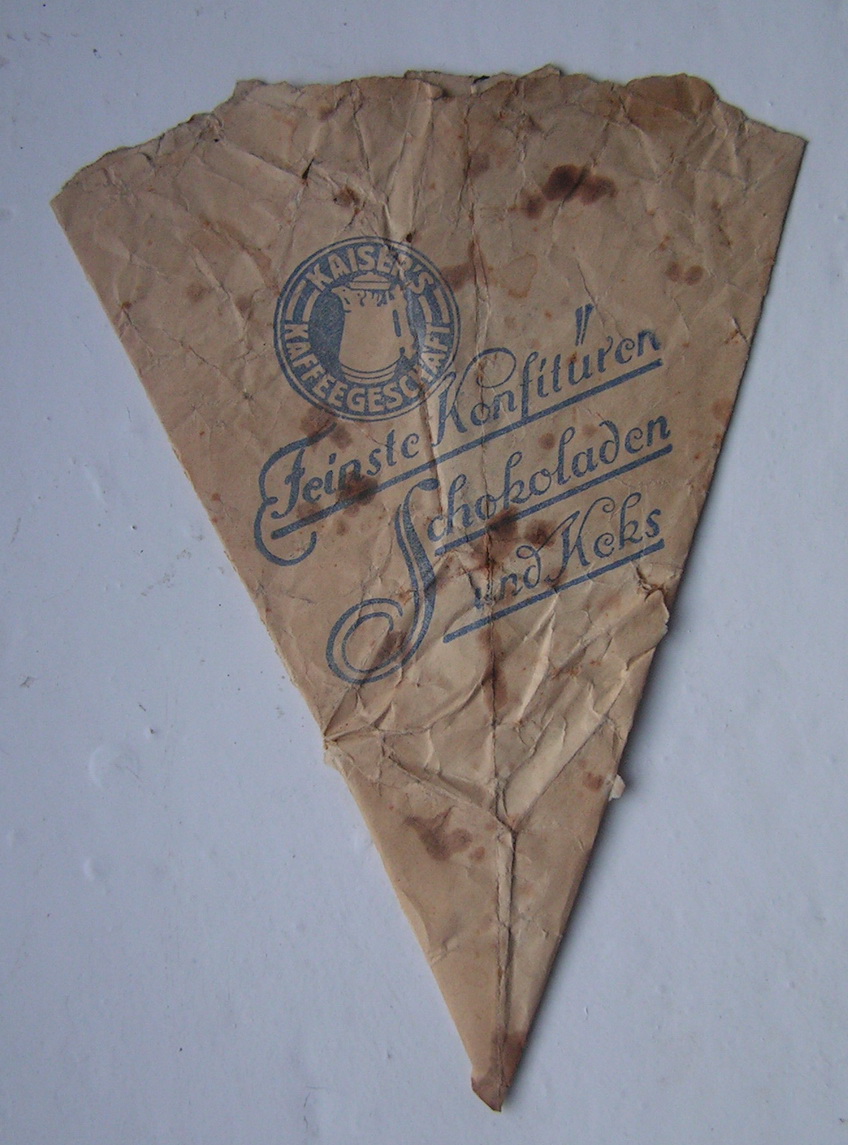 KAISER'S
KAFFEEGESCHÄFT
Feinste Konfitüren
Schokoladen
und Keks